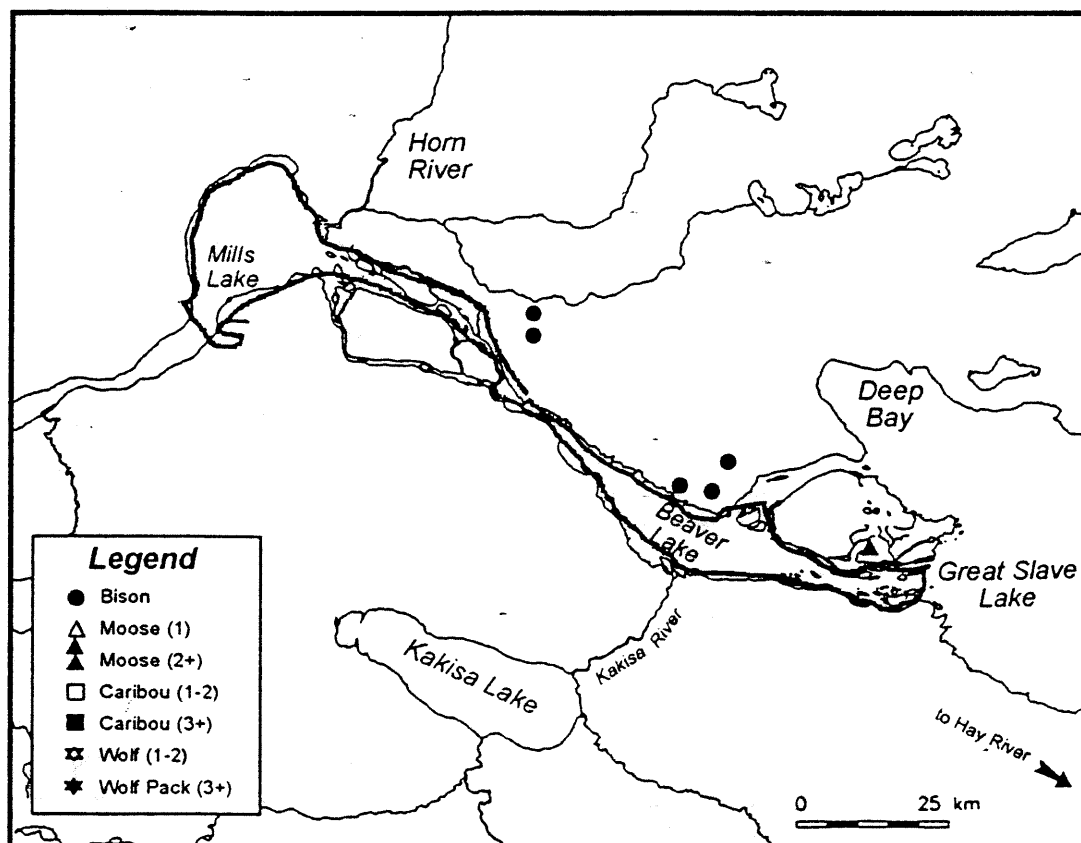 Horn
River
Mills
Lake
Deep
Bay
Beaver
Lake
Great Slave
Lake
Kakisa River
Kakisa Lake
to Hay River
0 25 km
Legend
Bison
Moose (1)
Moose (2+)
Caribou (1-2)
Caribou (3+)
Wolf (1-2)
Wolf Pack (3+)